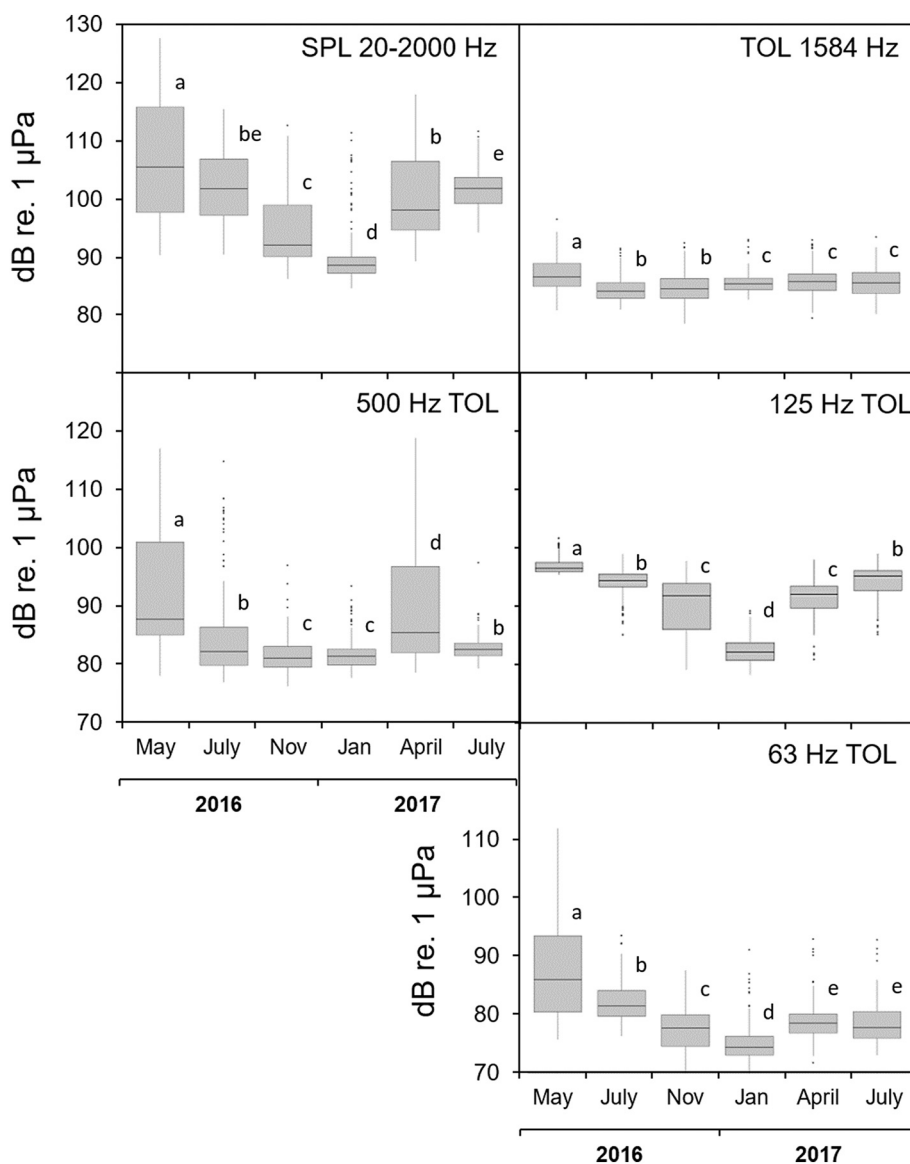 SPL 20-2000 Hz
130
120
110
100
90
80
dB re. 1 µPa
a
be
c
d
b
e
TOL 1584 Hz
a
b
b
c
c
c
500 Hz TOL
120
110
100
90
80
70
dB re. 1 µPa
a
b
c
c
d
b
May July Nov Jan April July
2016 2017
125 Hz TOL
a
b
c
d
c
b
63 Hz TOL
110
100
90
80
70
dB re. 1 µPa
a
b
c
d
e
e
May July Nov Jan April July
2016 2017